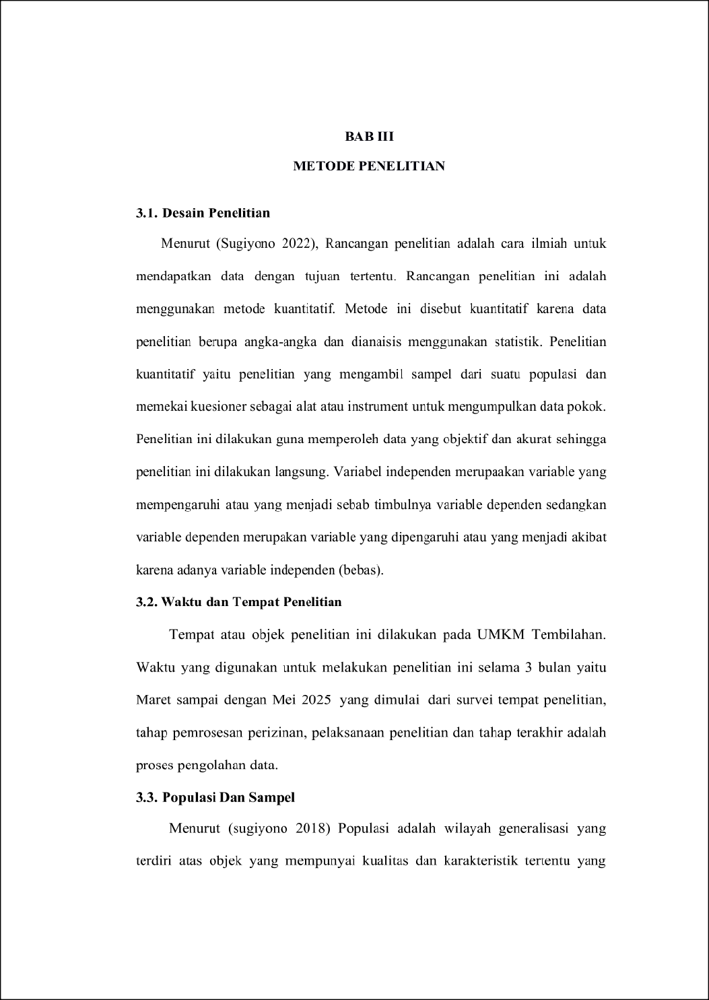 BAB III
METODE PENELITIAN
3.1. Desain Penelitian
Menurut (Sugiyono 2022), Rancangan penelitian adalah cara ilmiah untuk
mendapatkan data dengan tujuan tertentu. Rancangan penelitian ini adalah
menggunakan metode kuantitatif. Metode ini disebut kuantitatif karena data
penelitian berupa angka-angka dan dianaisis menggunakan statistik. Penelitian
kuantitatif yaitu penelitian yang mengambil sampel dari suatu populasi dan
memekai kuesioner sebagai alat atau instrument untuk mengumpulkan data pokok.
Penelitian ini dilakukan guna memperoleh data yang objektif dan akurat sehingga
penelitian ini dilakukan langsung. Variabel independen merupaakan variable yang
mempengaruhi atau yang menjadi sebab timbulnya variable dependen sedangkan
variable dependen merupakan variable yang dipengaruhi atau yang menjadi akibat
karena adanya variable independen (bebas).
3.2. Waktu dan Tempat Penelitian
Tempat atau objek penelitian ini dilakukan pada UMKM Tembilahan.
Waktu yang digunakan untuk melakukan penelitian ini selama 3 bulan yaitu
Maret sampai dengan Mei 2025 yang dimulai dari survei tempat penelitian,
tahap pemrosesan perizinan, pelaksanaan penelitian dan tahap terakhir adalah
proses pengolahan data.
3.3. Populasi Dan Sampel
Menurut (sugiyono 2018) Populasi adalah wilayah generalisasi yang
terdiri atas objek yang mempunyai kualitas dan karakteristik tertentu yang